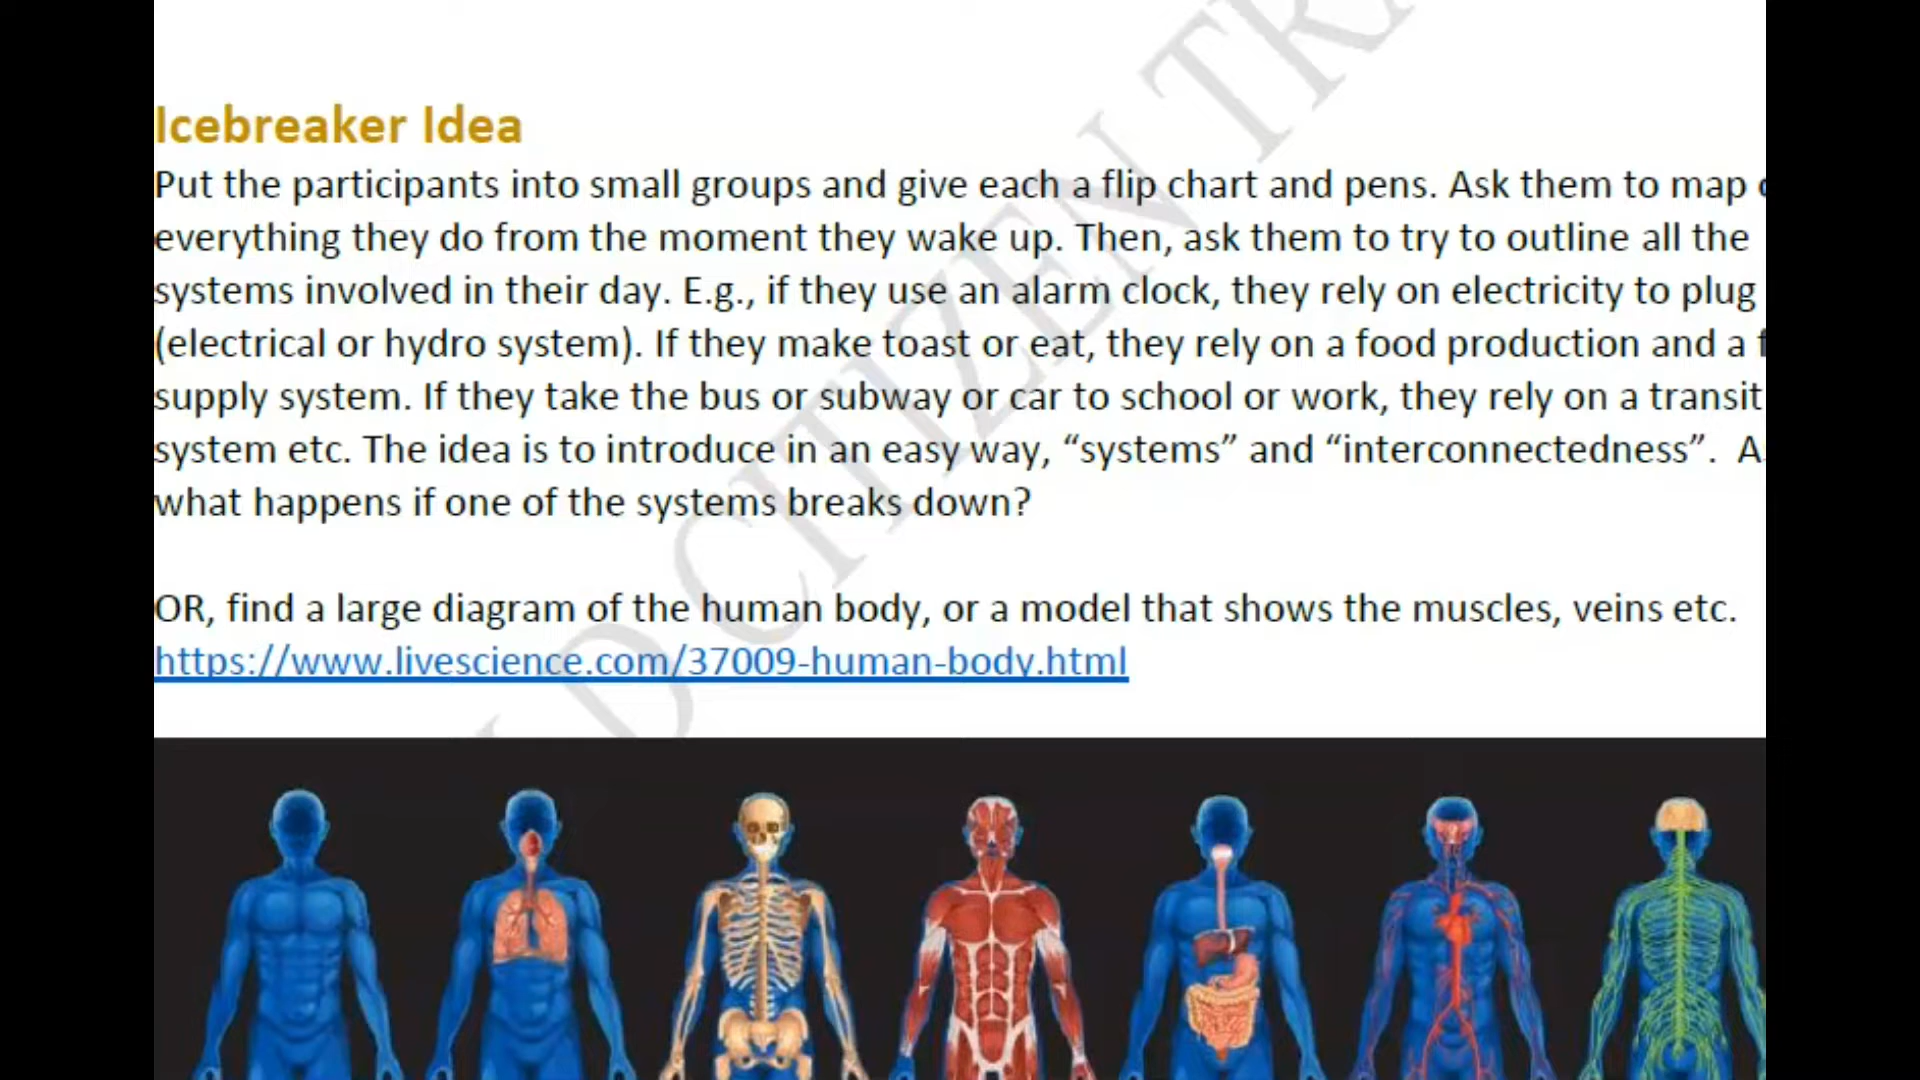 Icebreaker Idea
Put the participants into small groups and give each a flip chart and pens. Ask them to map
everything they do from the moment they wake up. Then, ask them to try to outline all the
systems involved in their day. E.g., if they use an alarm clock, they rely on electricity to plug
(electrical or hydro system). If they make toast or eat, they rely on a food production and a
supply system. If they take the bus or subway or car to school or work, they rely on a transit
system etc. The idea is to introduce in an easy way, “systems” and “interconnectedness”.
what happens if one of the systems breaks down?
OR, find a large diagram of the human body, or a model that shows the muscles, veins etc.
https://www.livescience.com/37009-human-body.html
CITIZEN